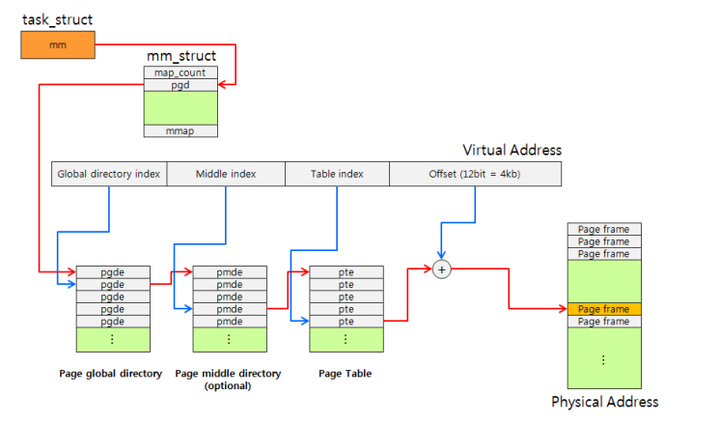 task_struct
mm
mm_struct
map_count
pgd
mmap
Virtual Address
Global directory index
Middle index
Table index
Offset (12bit = 4kb)
Page frame
Page frame
Page frame
pgde
pgde
pgde
pgde
pgde
⋮
pmde
pmde
pmde
pmde
pmde
⋮
pte
pte
pte
pte
pte
⋮
+
Page frame
Page frame
⋮
Page global directory
Page middle directory
(optional)
Page Table
Physical Address